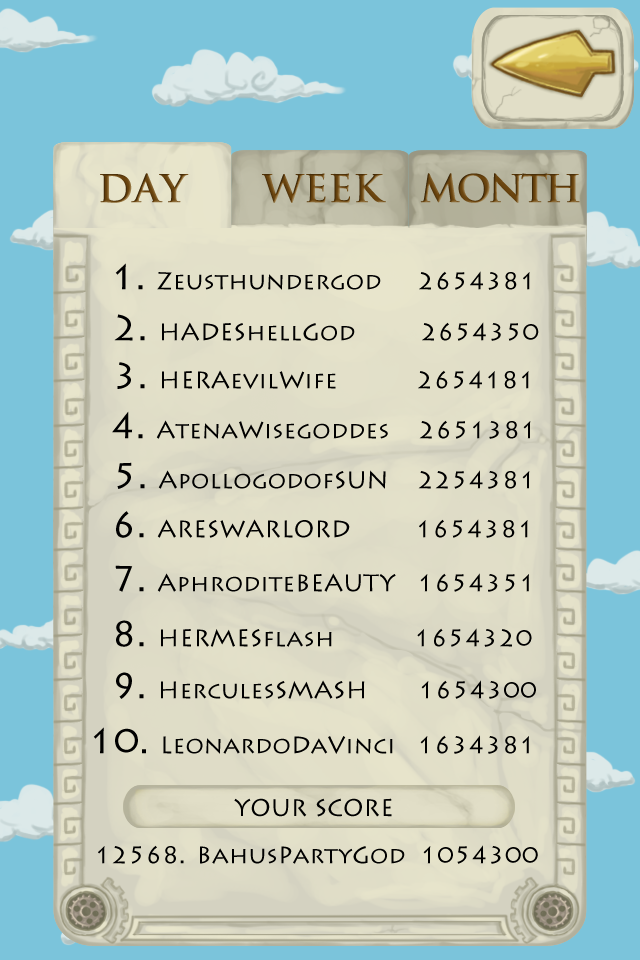 DAY WEEK MONTH
1. ZEUSTHUNDERGOD 2654381
2. HADESHELLGOD 2654350
3. HERAEVILWIFE 2654181
4. ATENAWISEGODDES 2651381
5. APOLLOGODOFSUN 2254381
6. ARESWARLORD 1654381
7. APHRODITEBEAUTY 1654351
8. HERMESFLASH 1654320
9. HERCULESSMASH 1654300
10. LEONARDODAVINCI 1634381
YOUR SCORE
12568. BAHUSPARTYGOD 1054300